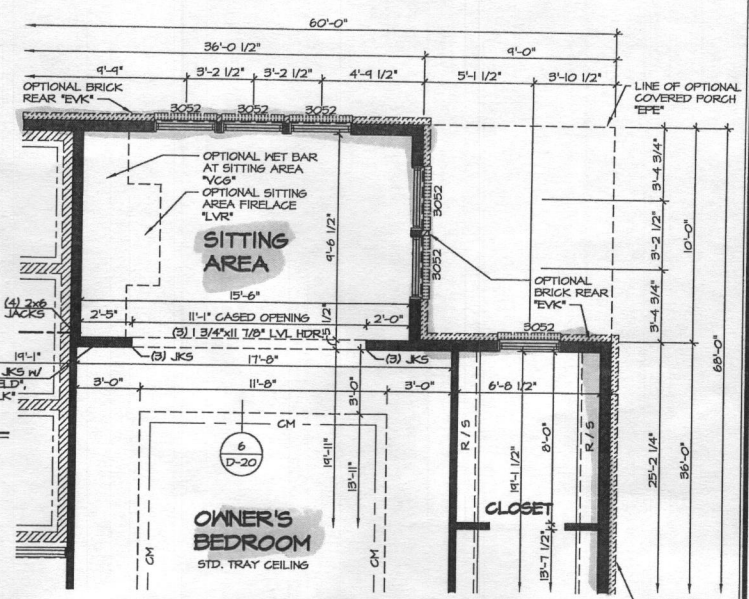 60'-0"
36'-0 1/2"
9'-0"
9'-9"
3'-2 1/2"
3'-2 1/2"
4'-9 1/2"
5'-1 1/2"
3'-10 1/2"
OPTIONAL BRICK
REAR "EVK"
3052
3052
3052
LINE OF OPTIONAL
COVERED PORCH
"EPE"
OPTIONAL WET BAR
AT SITTING AREA
"VCG"
OPTIONAL SITTING
AREA FIRELACE
"LVR"
SITTING
AREA
9'-6 1/2"
3052
3052
3'-4 3/4"
3'-2 1/2"
3'-4 3/4"
10'-0"
68'-0"
OPTIONAL
BRICK REAR
"EVK"
15'-6"
(4) 2x6
JACKS
2'-5"
11'-1" CASED OPENING
2'-0"
(3) 1 3/4"x11 7/8" LVL HDR
5 1/2"
3052
(3) JKS
(3) JKS
19'-1"
17'-8"
JKS w/
ELD",
K"
3'-0"
11'-8"
3'-0"
6'-8 1/2"
3'-0"
CM
6
D-20
R / S
R / S
19'-11"
13'-11"
19'-1 1/2"
8'-0"
25'-2 1/4"
36'-0"
CLOSET
OWNER'S
BEDROOM
STD. TRAY CEILING
CM
CM
13'-7 1/2"